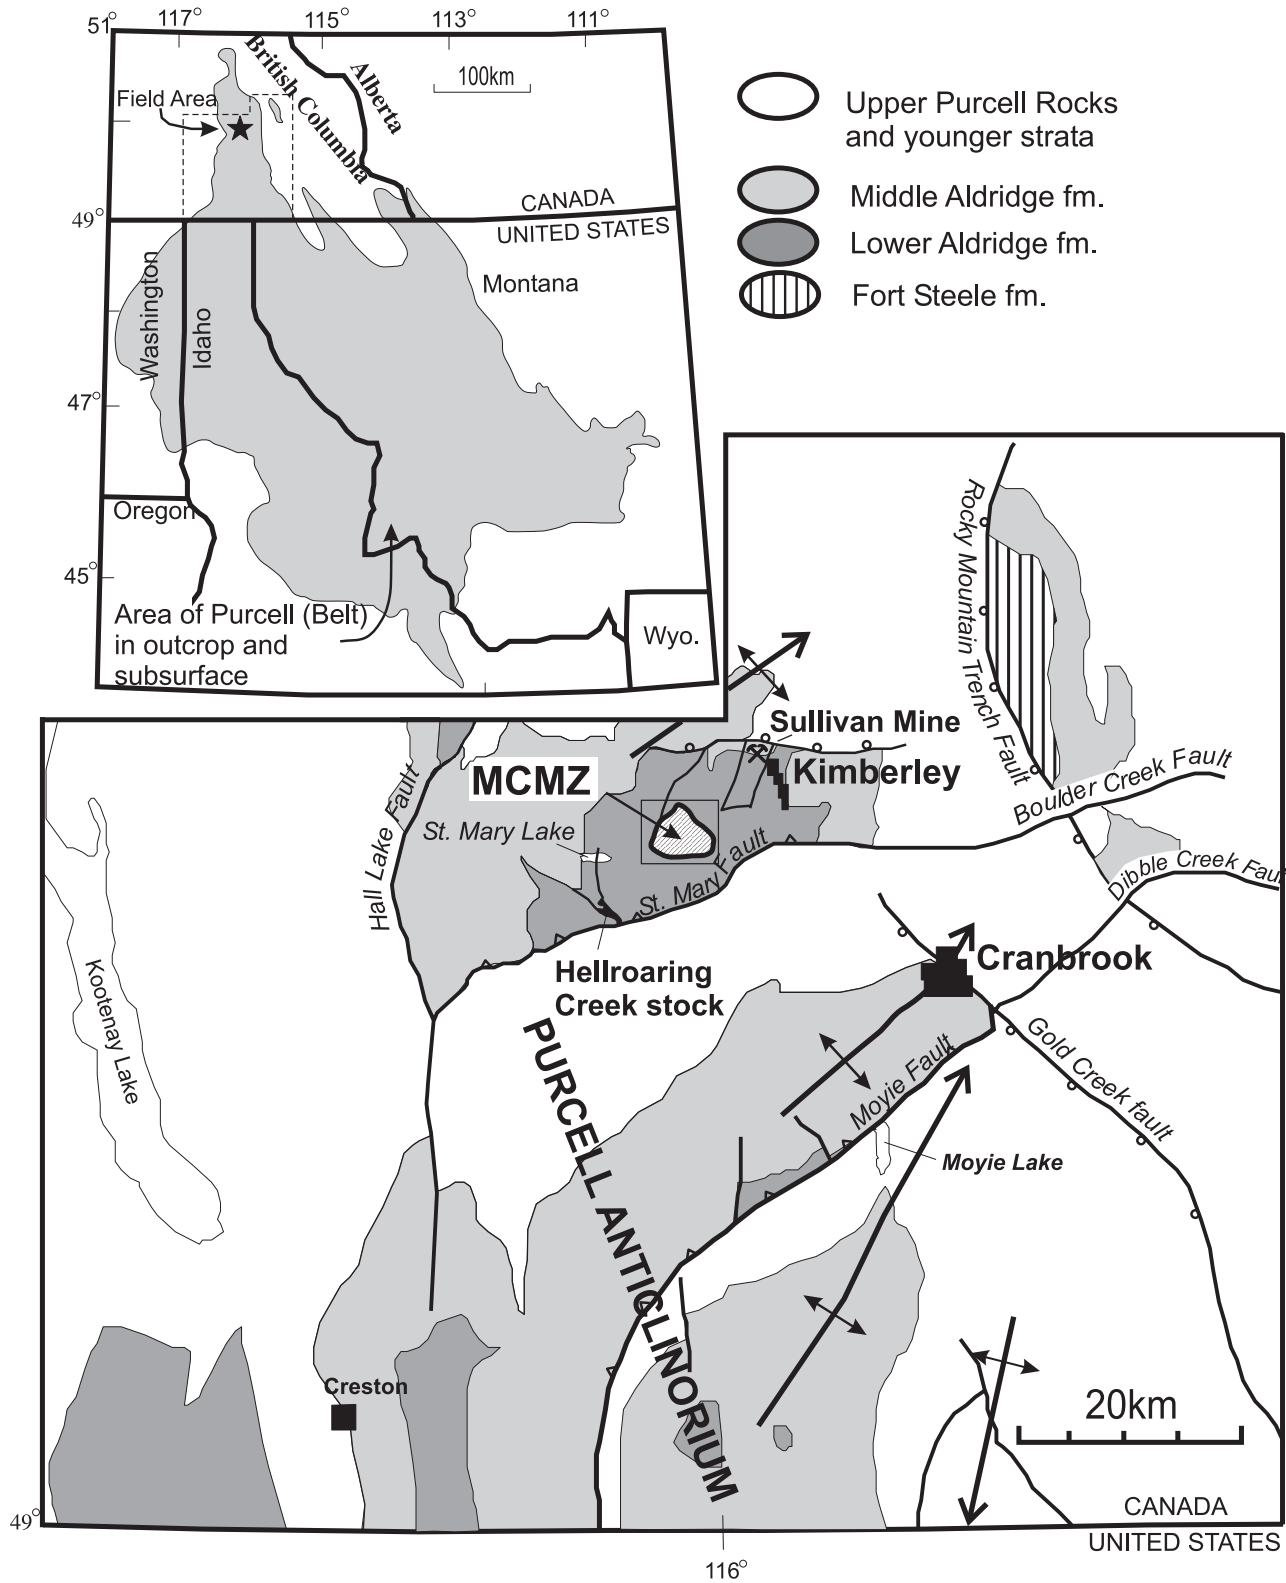 51°
117°
115°
113°
111°
British Columbia
Alberta
100km
Field Area
49°
CANADA
UNITED STATES
Washington
Idaho
Montana
47°
Oregon
45°
Area of Purcell (Belt)
in outcrop and
subsurface
Wyo.
Upper Purcell Rocks
and younger strata
Middle Aldridge fm.
Lower Aldridge fm.
Fort Steele fm.
Rocky Mountain Trench Fault
Sullivan Mine
Kimberley
MCMZ
St. Mary Lake
Hall Lake Fault
St. Mary Fault
Boulder Creek Fault
Dibble Creek Fault
Hellroaring
Creek stock
Cranbrook
Kootenay Lake
PURCELL ANTICLINORIUM
Moyie Fault
Gold Creek fault
Moyie Lake
Creston
20km
49°
CANADA
UNITED STATES
116°